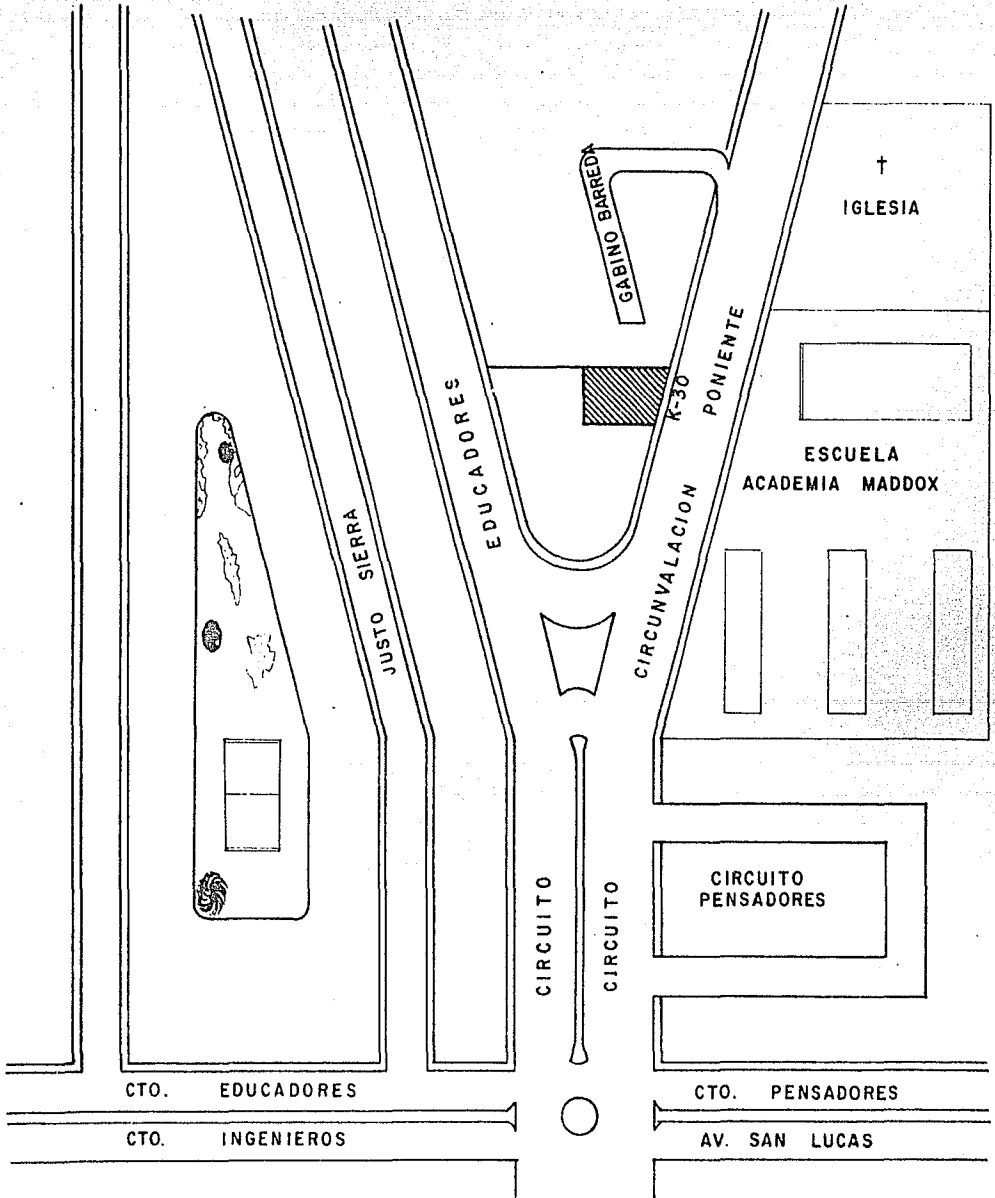 GABINO BARREDA
†
IGLESIA
K-30
EDUCADORES
CIRCUNVALACION PONIENTE
ESCUELA
ACADEMIA MADDOX
JUSTO SIERRA
CIRCUITO
CIRCUITO
CIRCUITO
PENSADORES
CTO. EDUCADORES
CTO. PENSADORES
CTO. INGENIEROS
AV. SAN LUCAS